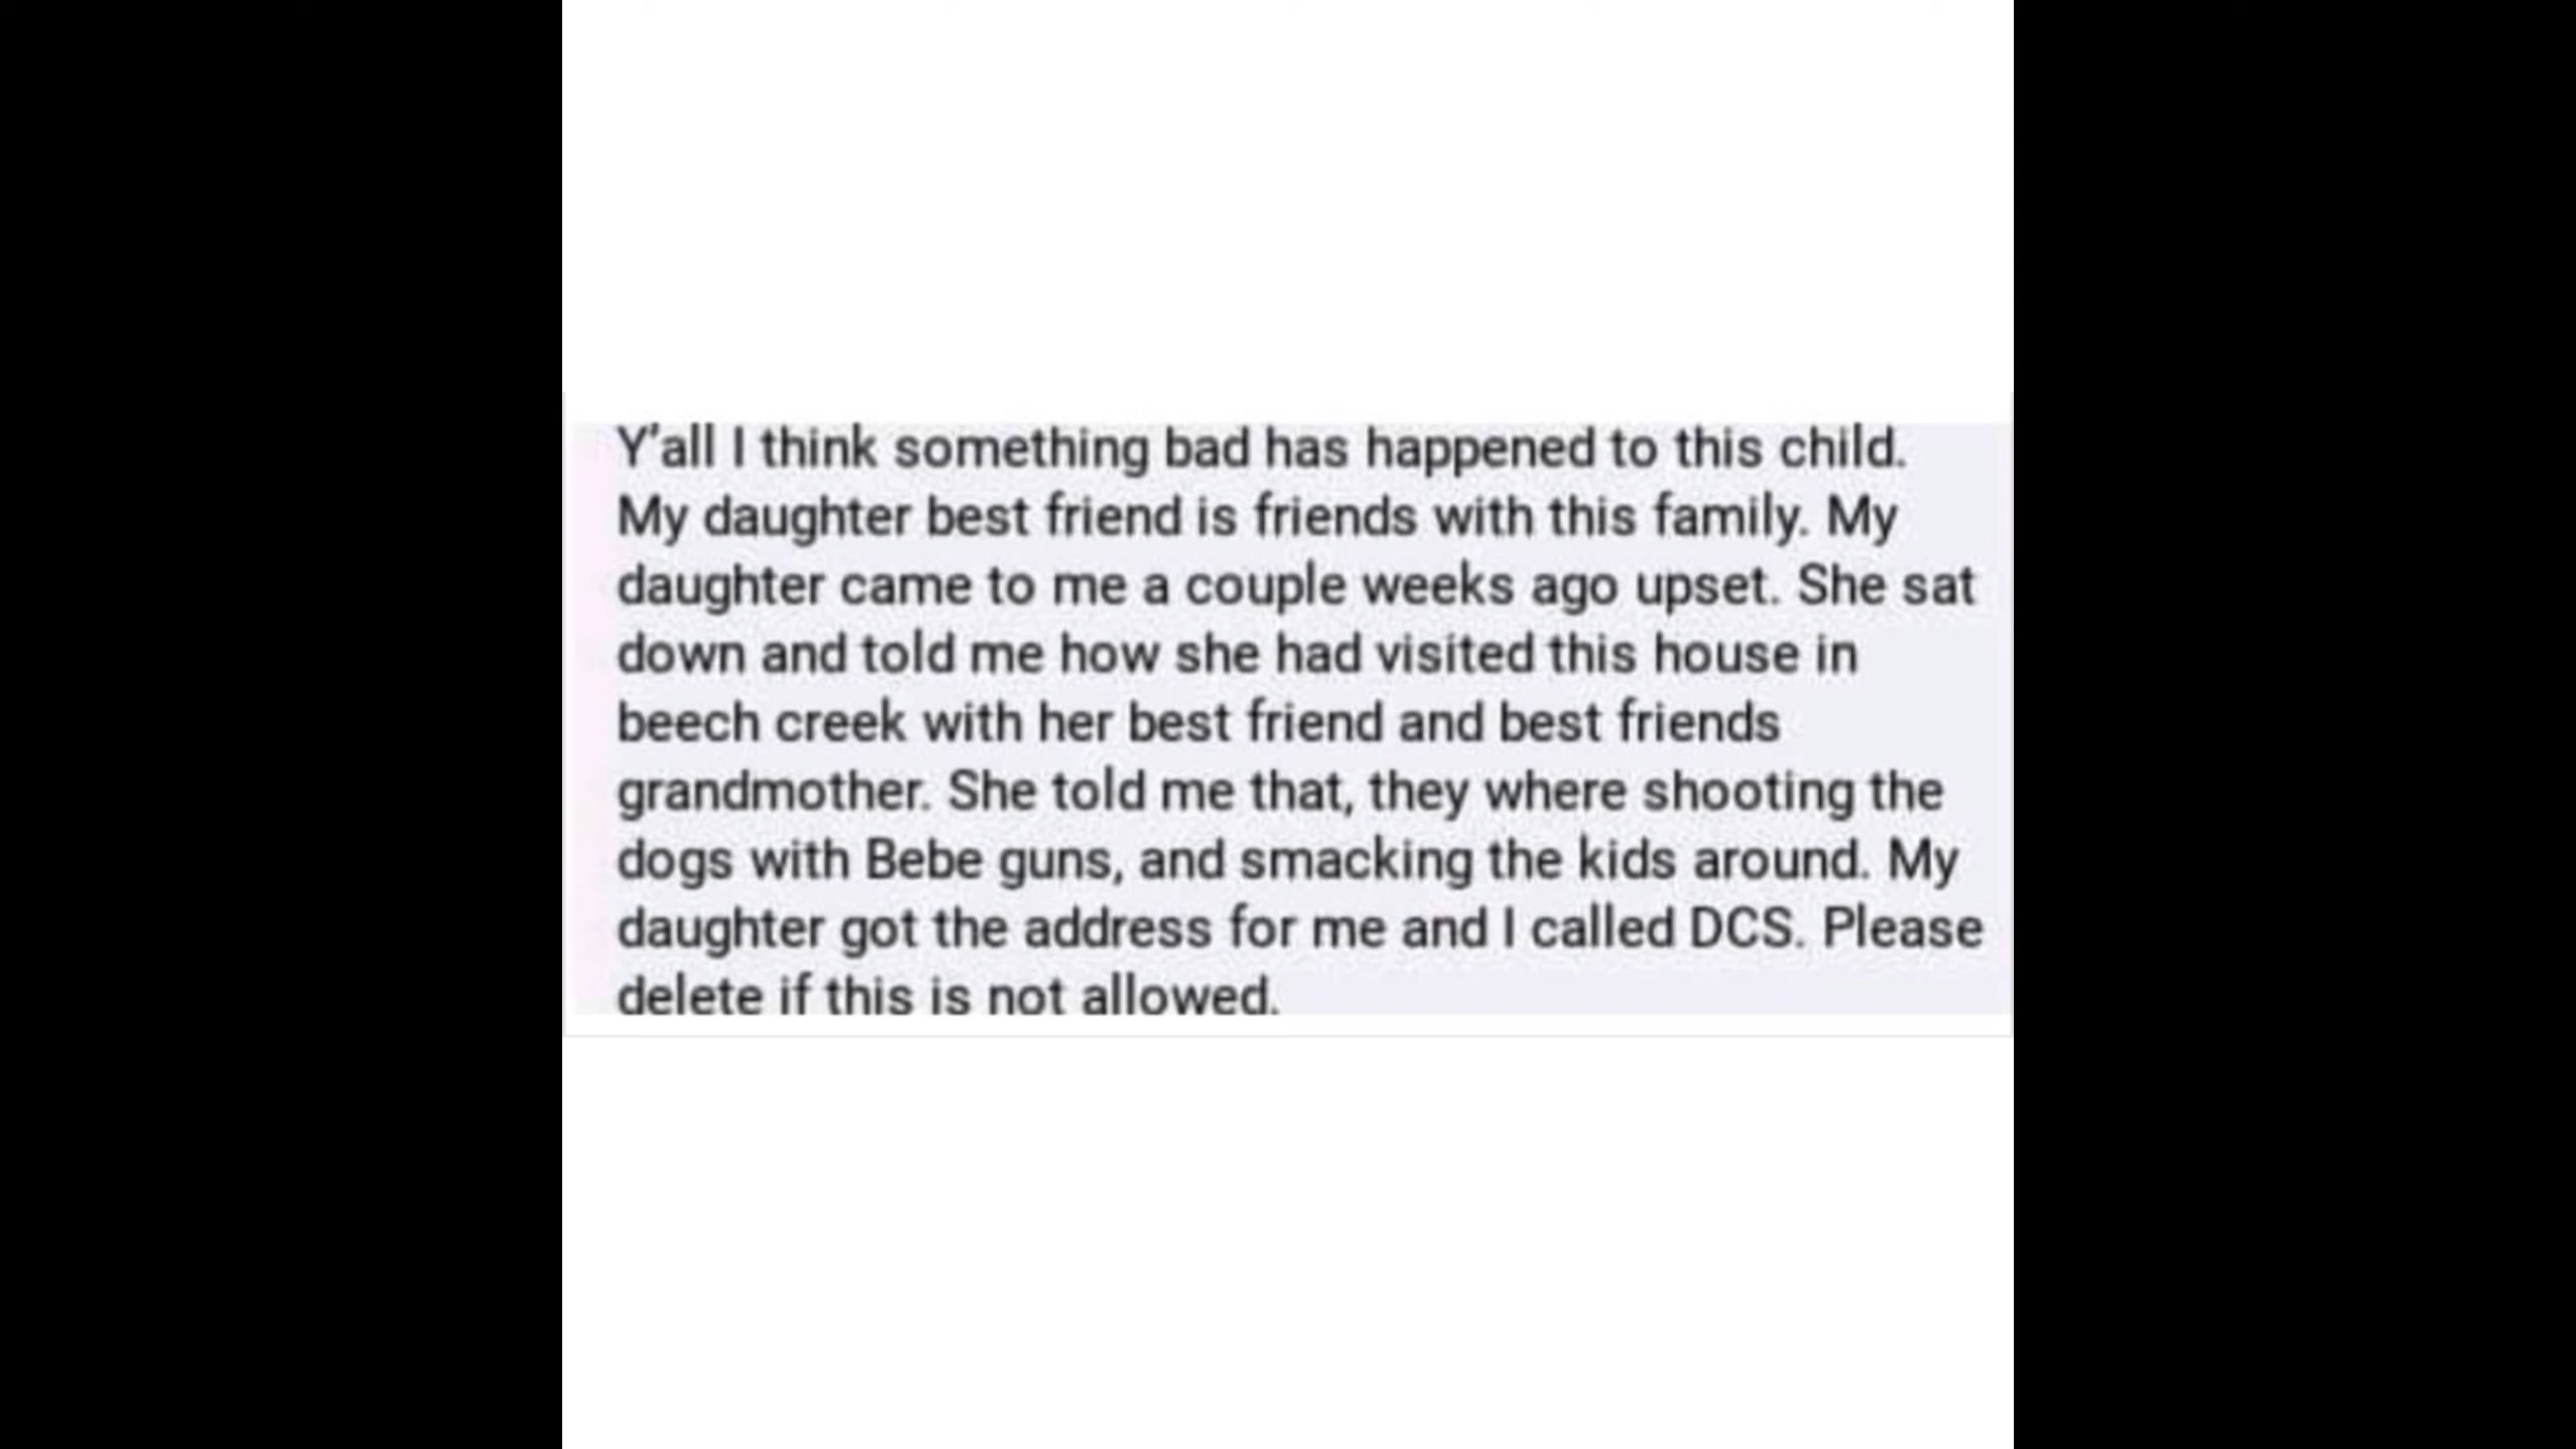 Y'all I think something bad has happened to this child.
My daughter best friend is friends with this family. My
daughter came to me a couple weeks ago upset. She sat
down and told me how she had visited this house in
beech creek with her best friend and best friends
grandmother. She told me that, they where shooting the
dogs with Bebe guns, and smacking the kids around. My
daughter got the address for me and I called DCS. Please
delete if this is not allowed.